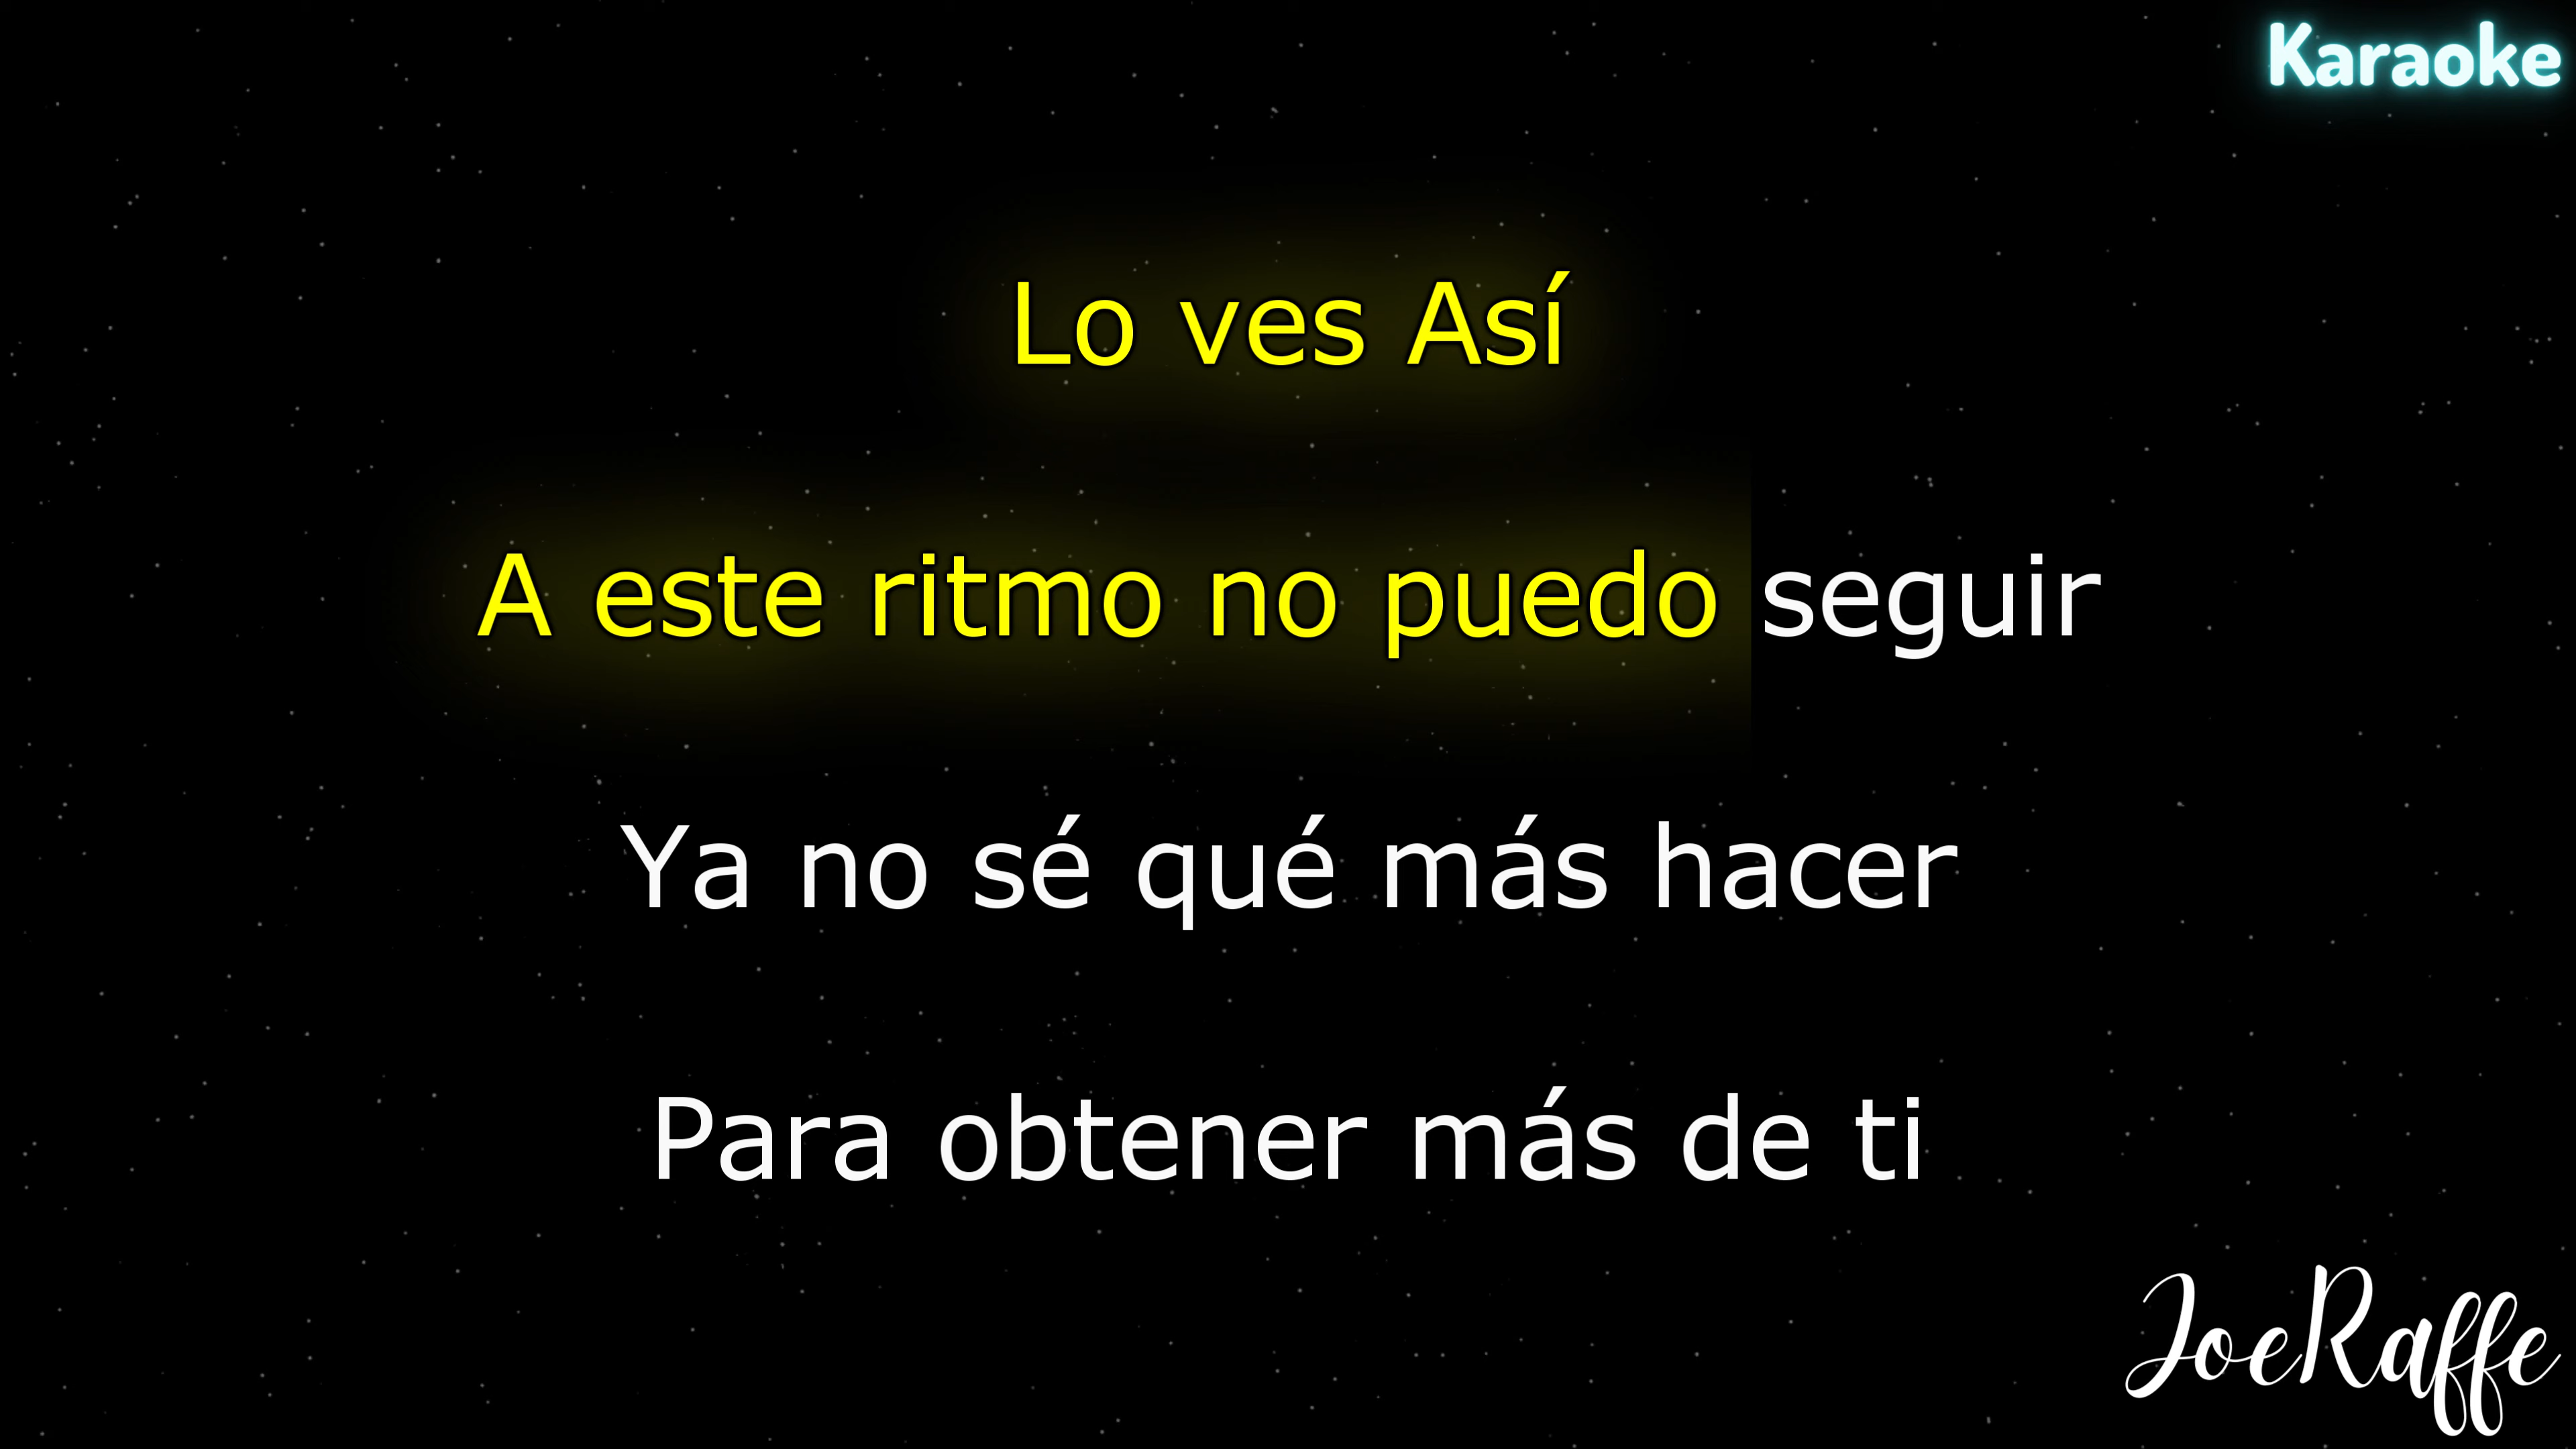 Karaoke
Lo ves Así
A este ritmo no puedo seguir
Ya no sé qué más hacer
Para obtener más de ti
JoeRaffe